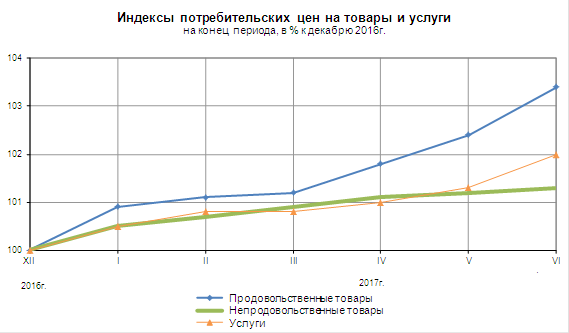 Индексы потребительских цен на товары и услуги
на конец периода, в % к декабрю 2016г.
104
103
102
101
100
XII I II III IV V VI
2016г. 2017г.
Продовольственные товары
Непродовольственные товары
Услуги